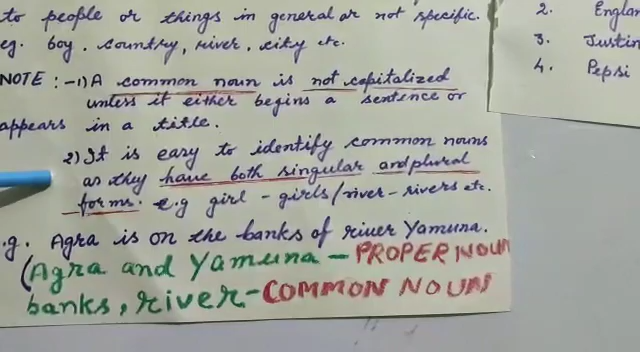 to people or things in general or not specific.
eg. boy, country, river, city etc.
NOTE :- 1) A common noun is not capitalized
unless it either begins a sentence or
appears in a title.
2) It is easy to identify common nouns
as they have both singular and plural
forms. e.g girl - girls/river - rivers etc.
.g. Agra is on the banks of river Yamuna.
(Agra and Yamuna - PROPER NOUN
banks, river - COMMON NOUN
2. Englan
3. Justin
4. Pepsi